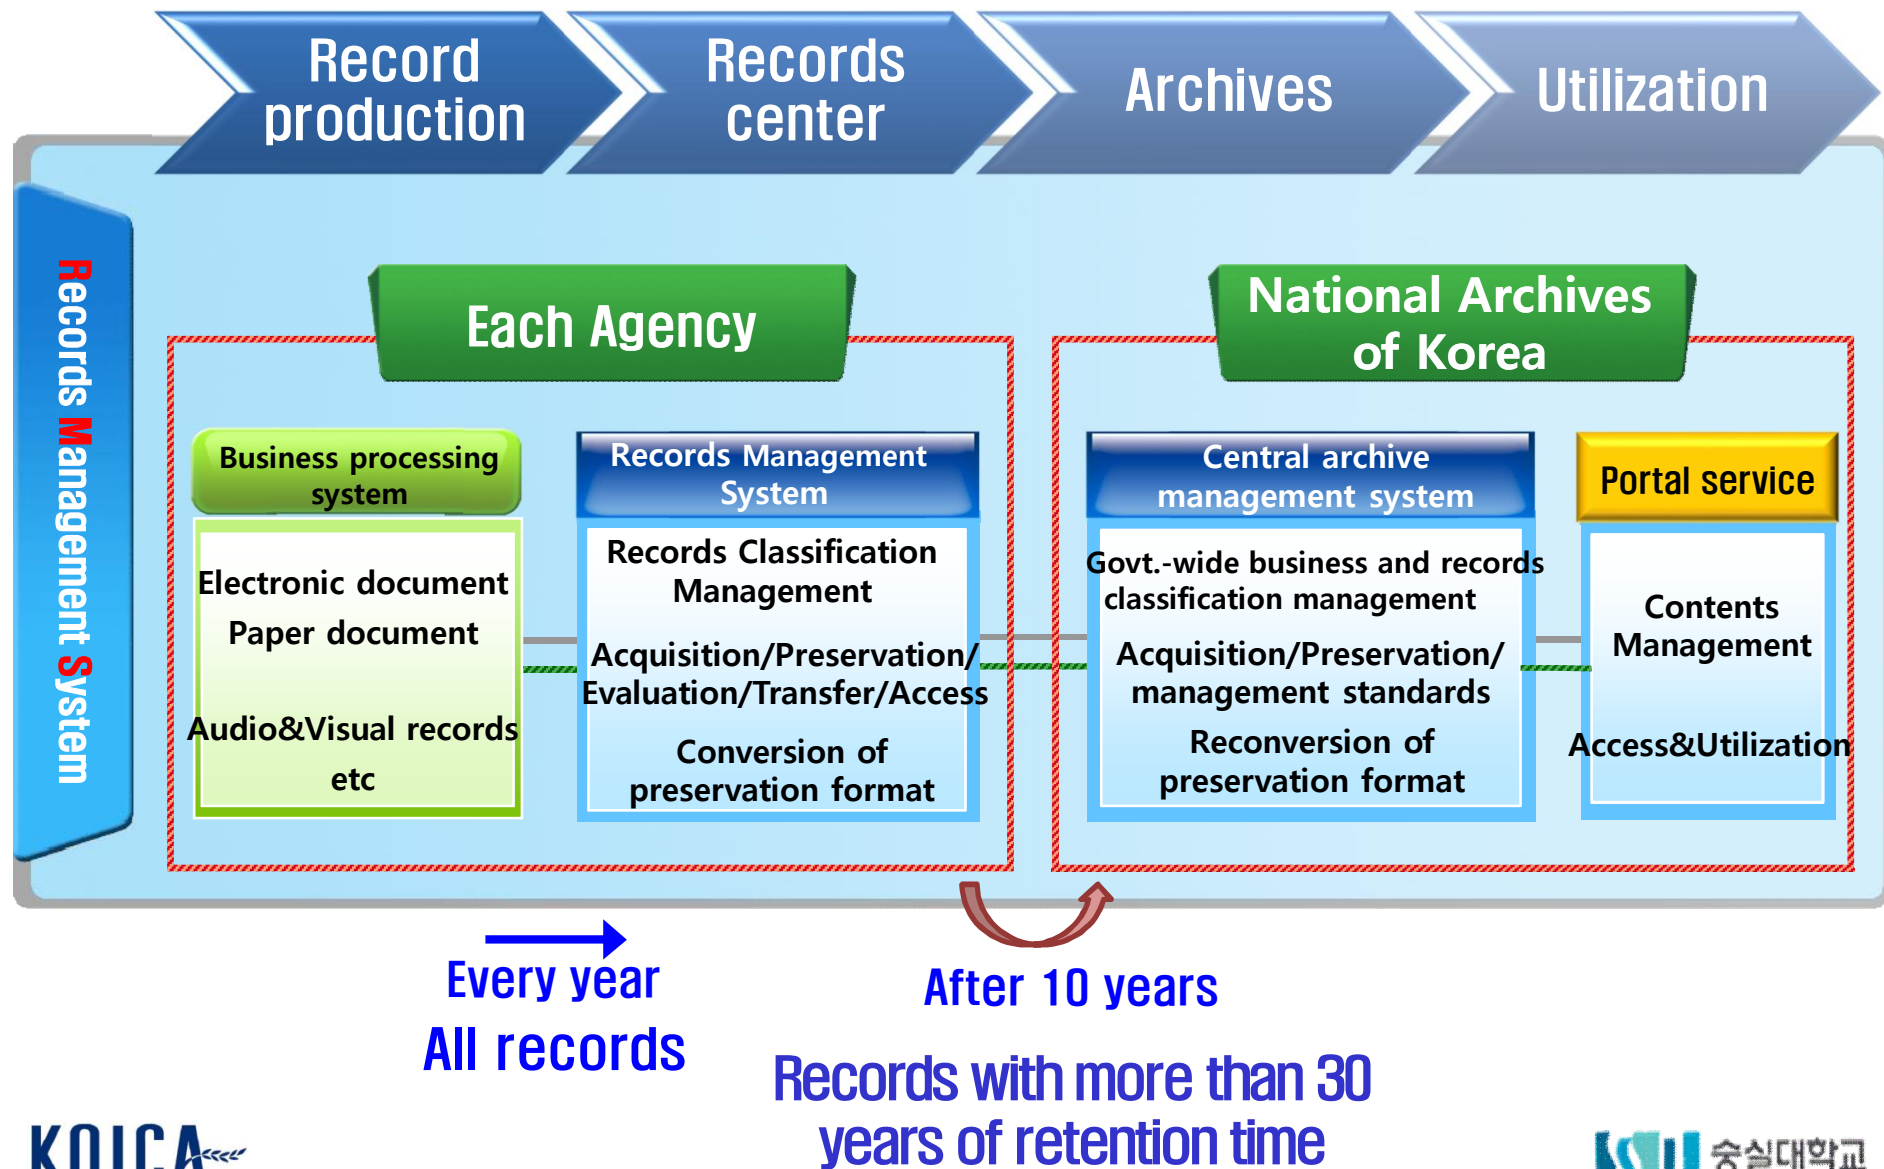 Record
production
Records
center
Archives
Utilization
Records Management System
Each Agency
National Archives
of Korea
Business processing
system
Electronic document
Paper document
Audio&Visual records
etc
Records Management
System
Records Classification
Management
Acquisition/Preservation/
Evaluation/Transfer/Access
Conversion of
preservation format
Central archive
management system
Govt.-wide business and records
classification management
Acquisition/Preservation/
management standards
Reconversion of
preservation format
Portal service
Contents
Management
Access&Utilization
Every year
All records
After 10 years
Records with more than 30
years of retention time
KOICA
숭실대학교